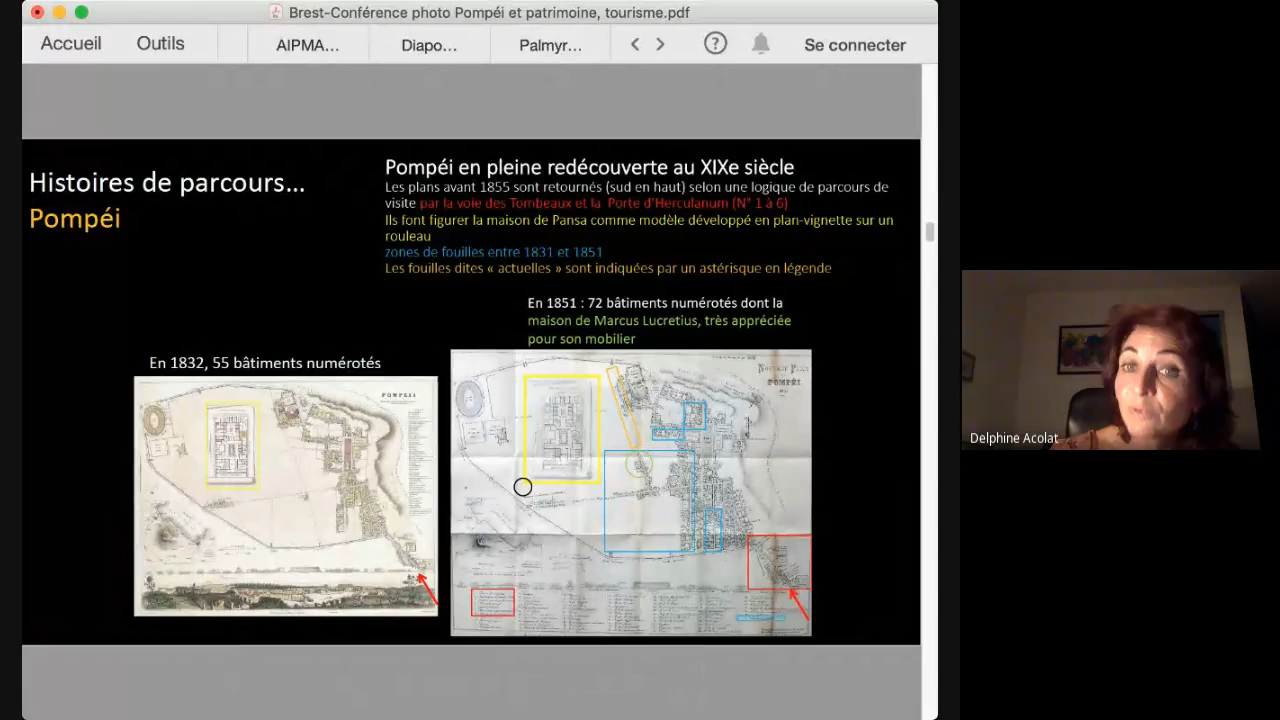 Brest-Conférence photo Pompéi et patrimoine, tourisme.pdf
Accueil Outils AIPMA... Diapo... Palmyr... Se connecter
Histoires de parcours...
Pompéi
Pompéi en pleine redécouverte au XIXe siècle
Les plans avant 1855 sont retournés (sud en haut) selon une logique de parcours de
visite par la voie des Tombeaux et la Porte d'Herculanum (N° 1 à 6)
Ils font figurer la maison de Pansa comme modèle développé en plan-vignette sur un
rouleau
zones de fouilles entre 1831 et 1851
Les fouilles dites « actuelles » sont indiquées par un astérisque en légende
En 1851 : 72 bâtiments numérotés dont la
maison de Marcus Lucretius, très appréciée
pour son mobilier
En 1832, 55 bâtiments numérotés
POMPEII
POMPÉI
Delphine Acolat